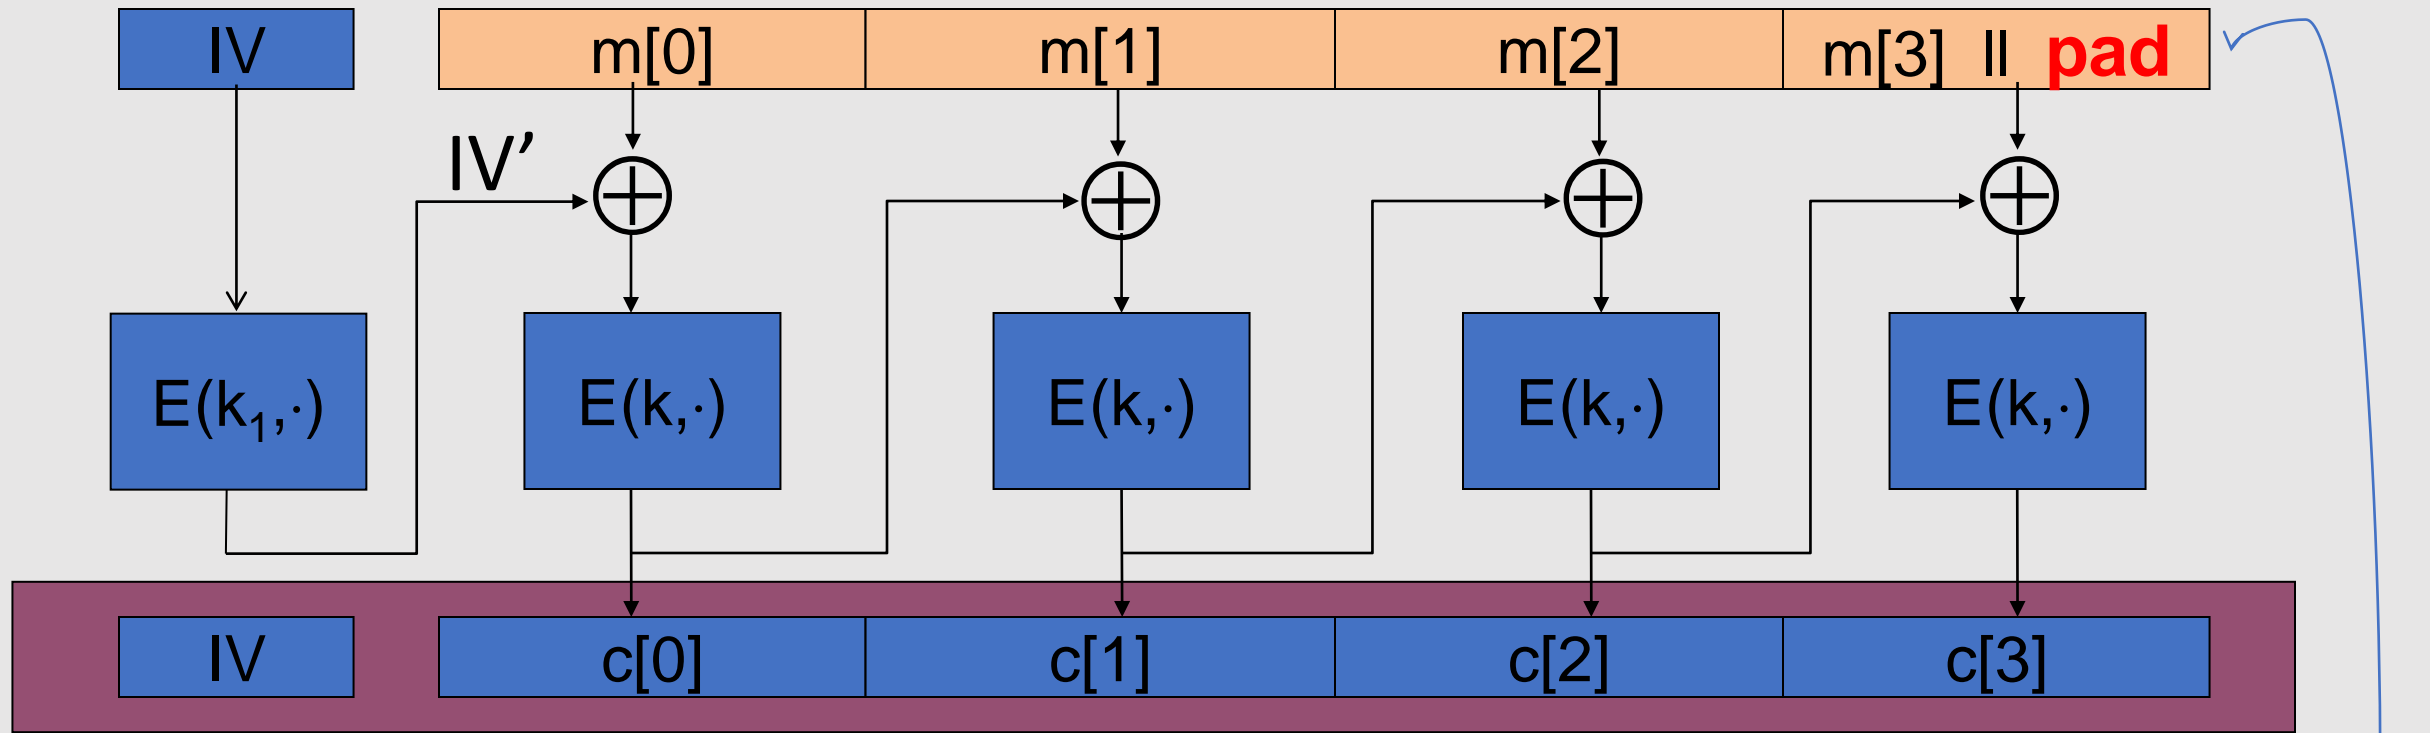 IV m[0] m[1] m[2] m[3] ll pad
IV’
E(k₁,·) E(k,·) E(k,·) E(k,·) E(k,·)
IV c[0] c[1] c[2] c[3]